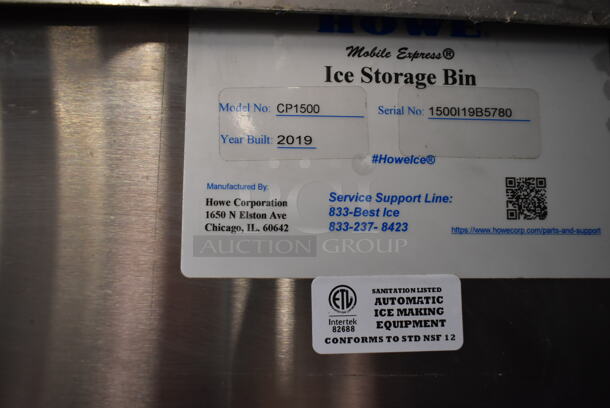 HOWE
Mobile Express®
Ice Storage Bin
Model No: CP1500
Serial No: 1500I19B5780
Year Built: 2019
#HoweIce®
Manufactured By:
Howe Corporation
1650 N Elston Ave
Chicago, IL. 60642
Service Support Line:
833-Best Ice
833-237- 8423
https://www.howecorp.com/parts-and-support
AUCTION GROUP
ETL
Intertek
82688
SANITATION LISTED
AUTOMATIC
ICE MAKING
EQUIPMENT
CONFORMS TO STD NSF 12